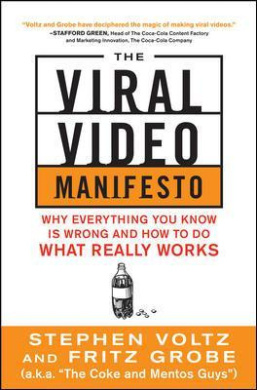 "Voltz and Grobe have deciphered the magic of making viral videos."
—STAFFORD GREEN, Head of The Coca-Cola Content Factory
and Marketing Innovation, The Coca-Cola Company
THE
VIRAL
VIDEO
MANIFESTO
WHY EVERYTHING YOU KNOW
IS WRONG AND HOW TO DO
WHAT REALLY WORKS
STEPHEN VOLTZ
AND FRITZ GROBE
(a.k.a. "The Coke and Mentos Guys")